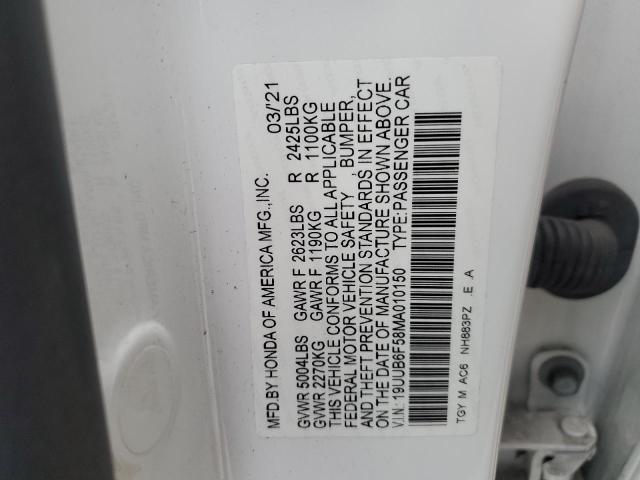 MFD.BY HONDA OF AMERICA MFG.,INC. 03/'21
GVWR 5004LBS GAWR F 2623LBS R 2425LBS
GVWR 2270KG GAWR F 1190KG R 1100KG
THIS VEHICLE CONFORMS TO ALL APPLICABLE
FEDERAL MOTOR VEHICLE SAFETY , BUMPER,
AND THEFT PREVENTION STANDARDS IN EFFECT
ON THE DATE OF MANUFACTURE SHOWN ABOVE.
V.I.N: 19UUB6F58MA010150 TYPE:PASSENGER CAR
TGY M AC6 NH883PZ .E A